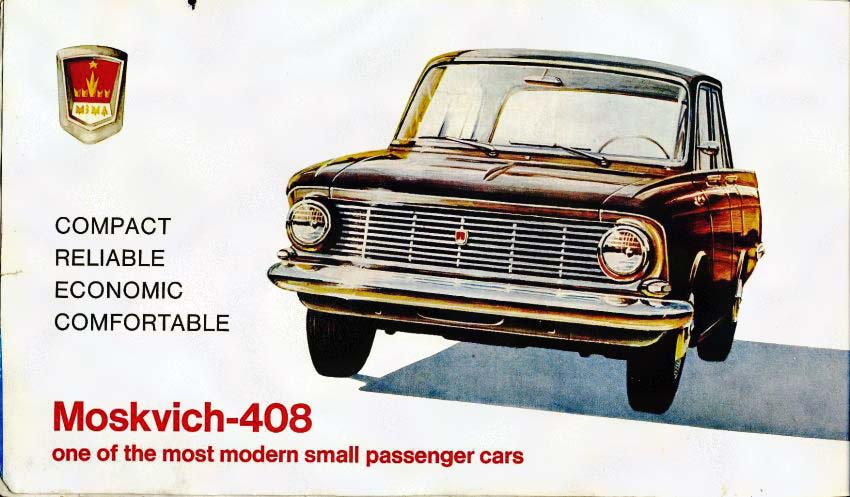 МЗМА
COMPACT
RELIABLE
ECONOMIC
COMFORTABLE
Moskvich-408
one of the most modern small passenger cars